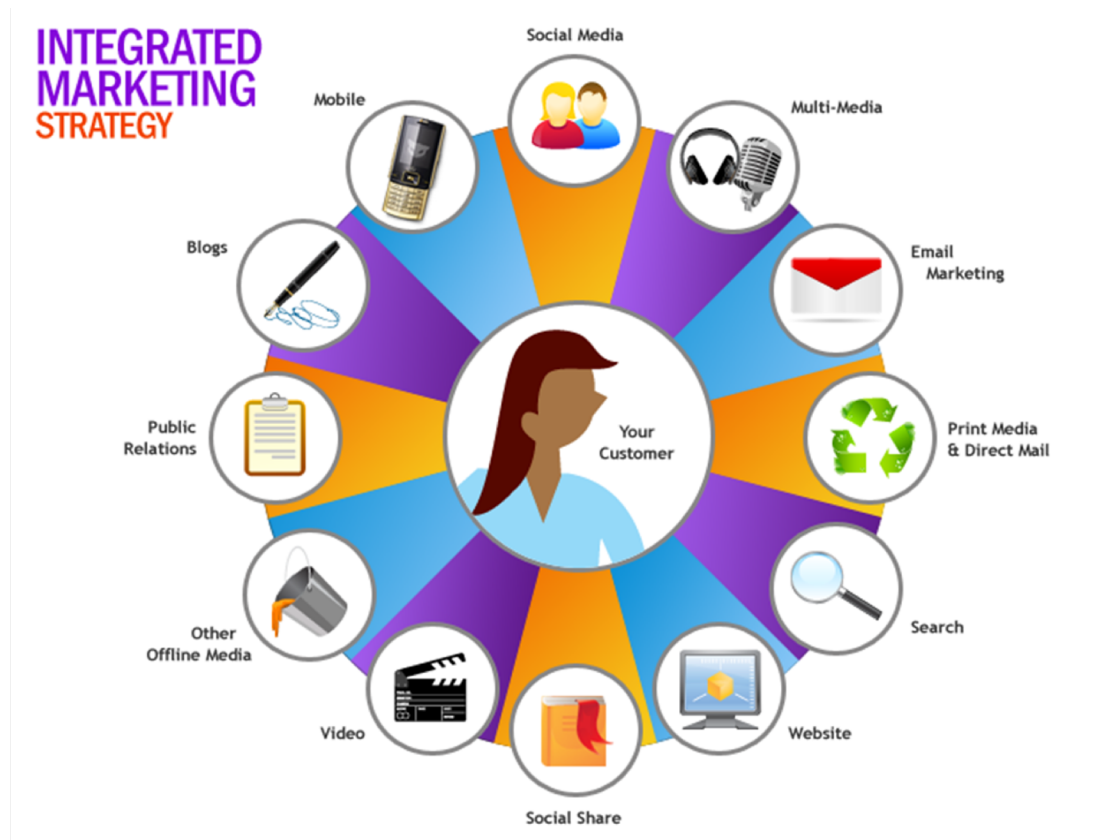 INTEGRATED
MARKETING
STRATEGY
Social Media
Multi-Media
Email
Marketing
Print Media
& Direct Mail
Search
Website
Social Share
Video
Other
Offline Media
Public
Relations
Blogs
Mobile
Your
Customer